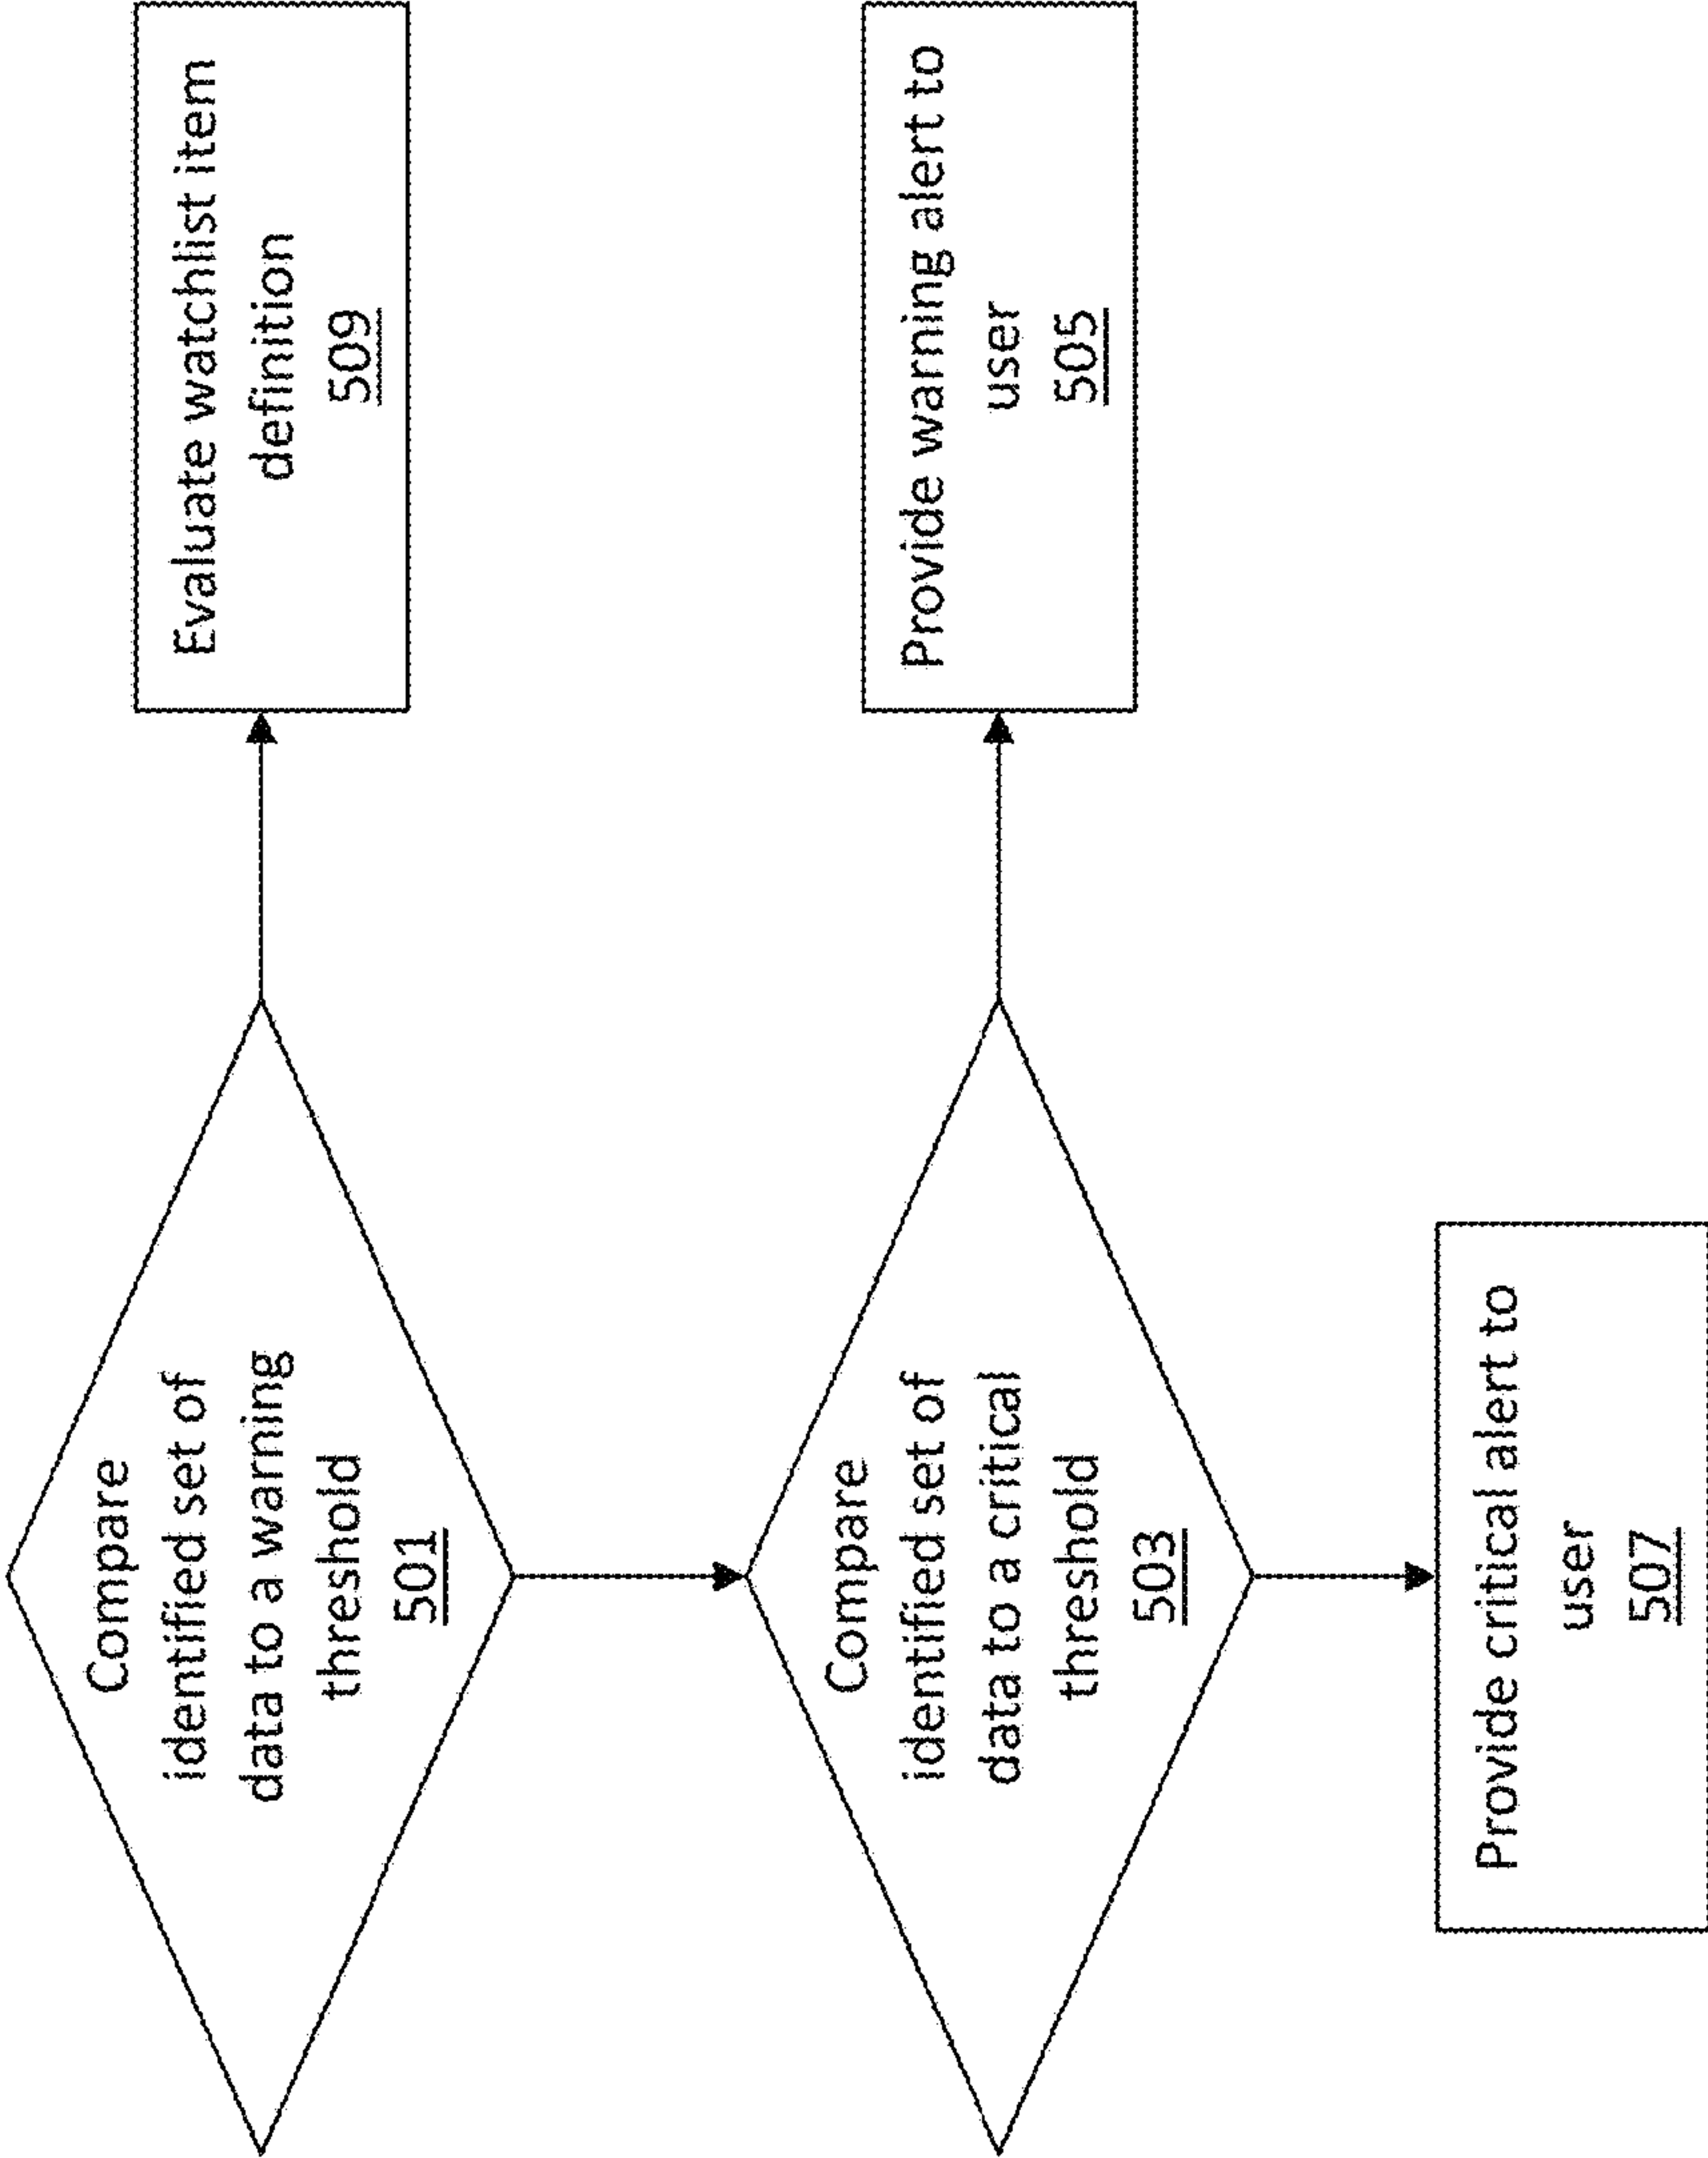 Compare
identified set of
data to a warning
threshold
501
Evaluate watchlist item
definition
509
Compare
identified set of
data to a critical
threshold
503
Provide warning alert to
user
505
Provide critical alert to
user
507